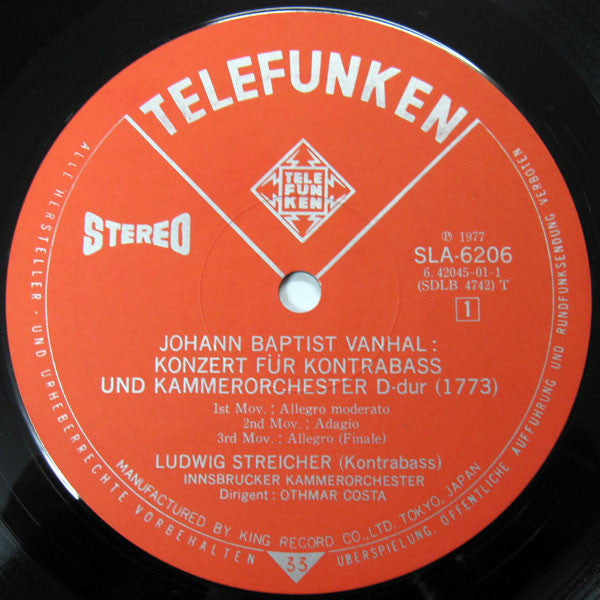 TELEFUNKEN
TELE
FUN
KEN
STEREO
℗ 1977
SLA-6206
6. 42045-01-1
(SDLB 4742) T
1
JOHANN BAPTIST VANHAL :
KONZERT FÜR KONTRABASS
UND KAMMERORCHESTER D-dur (1773)
1st Mov. : Allegro moderato
2nd Mov. : Adagio
3rd Mov. : Allegro (Finale)
LUDWIG STREICHER (Kontrabass)
INNSBRUCKER KAMMERORCHESTER
Dirigent : OTHMAR COSTA
MANUFACTURED BY KING RECORD CO., LTD. TOKYO, JAPAN
ALLE HERSTELLER - UND URHEBERRECHTE VORBEHALTEN
33
ÜBERSPIELUNG, ÖFFENTLICHE AUFFÜHRUNG UND RUNDFUNKSENDUNG VERBOTEN